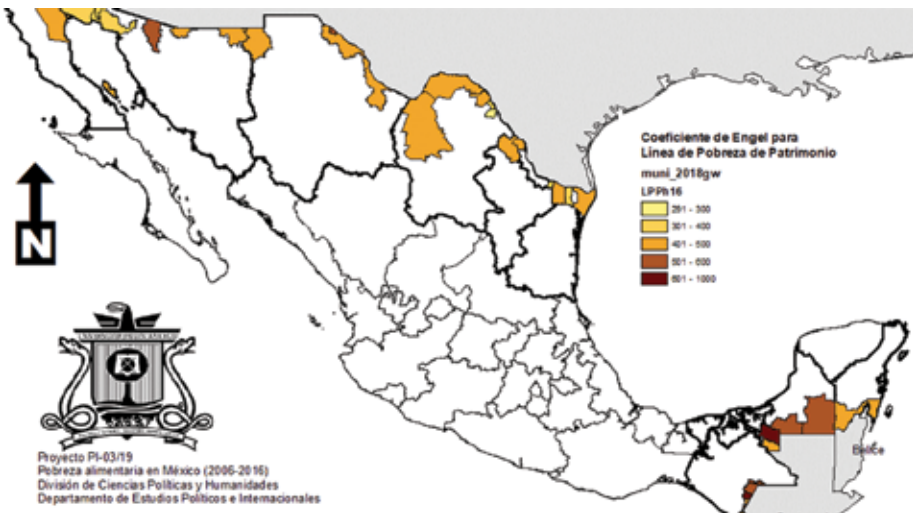 Coeficiente de Engel para
Línea de Pobreza de Patrimonio
muni_2018gw
LPPh16
291 - 300
301 - 400
401 - 500
501 - 600
601 - 1000
N
Belice
Proyecto PI-03/19
Pobreza alimentaria en México (2006-2016)
División de Ciencias Políticas y Humanidades
Departamento de Estudios Políticos e Internacionales